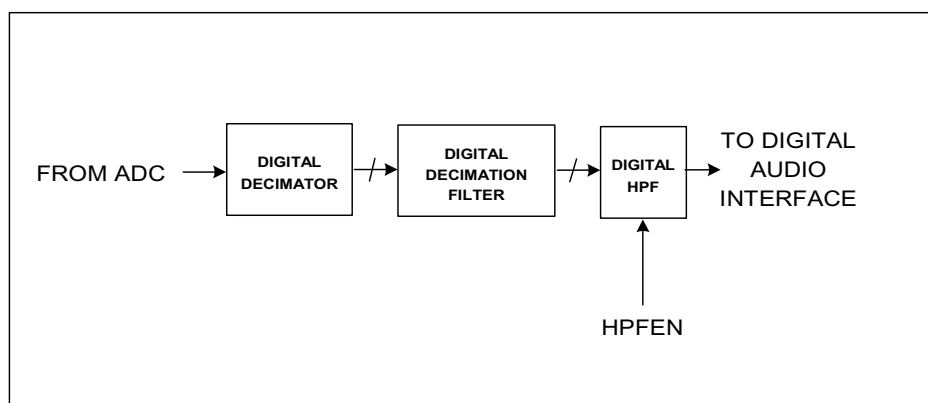 FROM ADC
DIGITAL
DECIMATOR
DIGITAL
DECIMATION
FILTER
DIGITAL
HPF
TO DIGITAL
AUDIO
INTERFACE
HPFEN